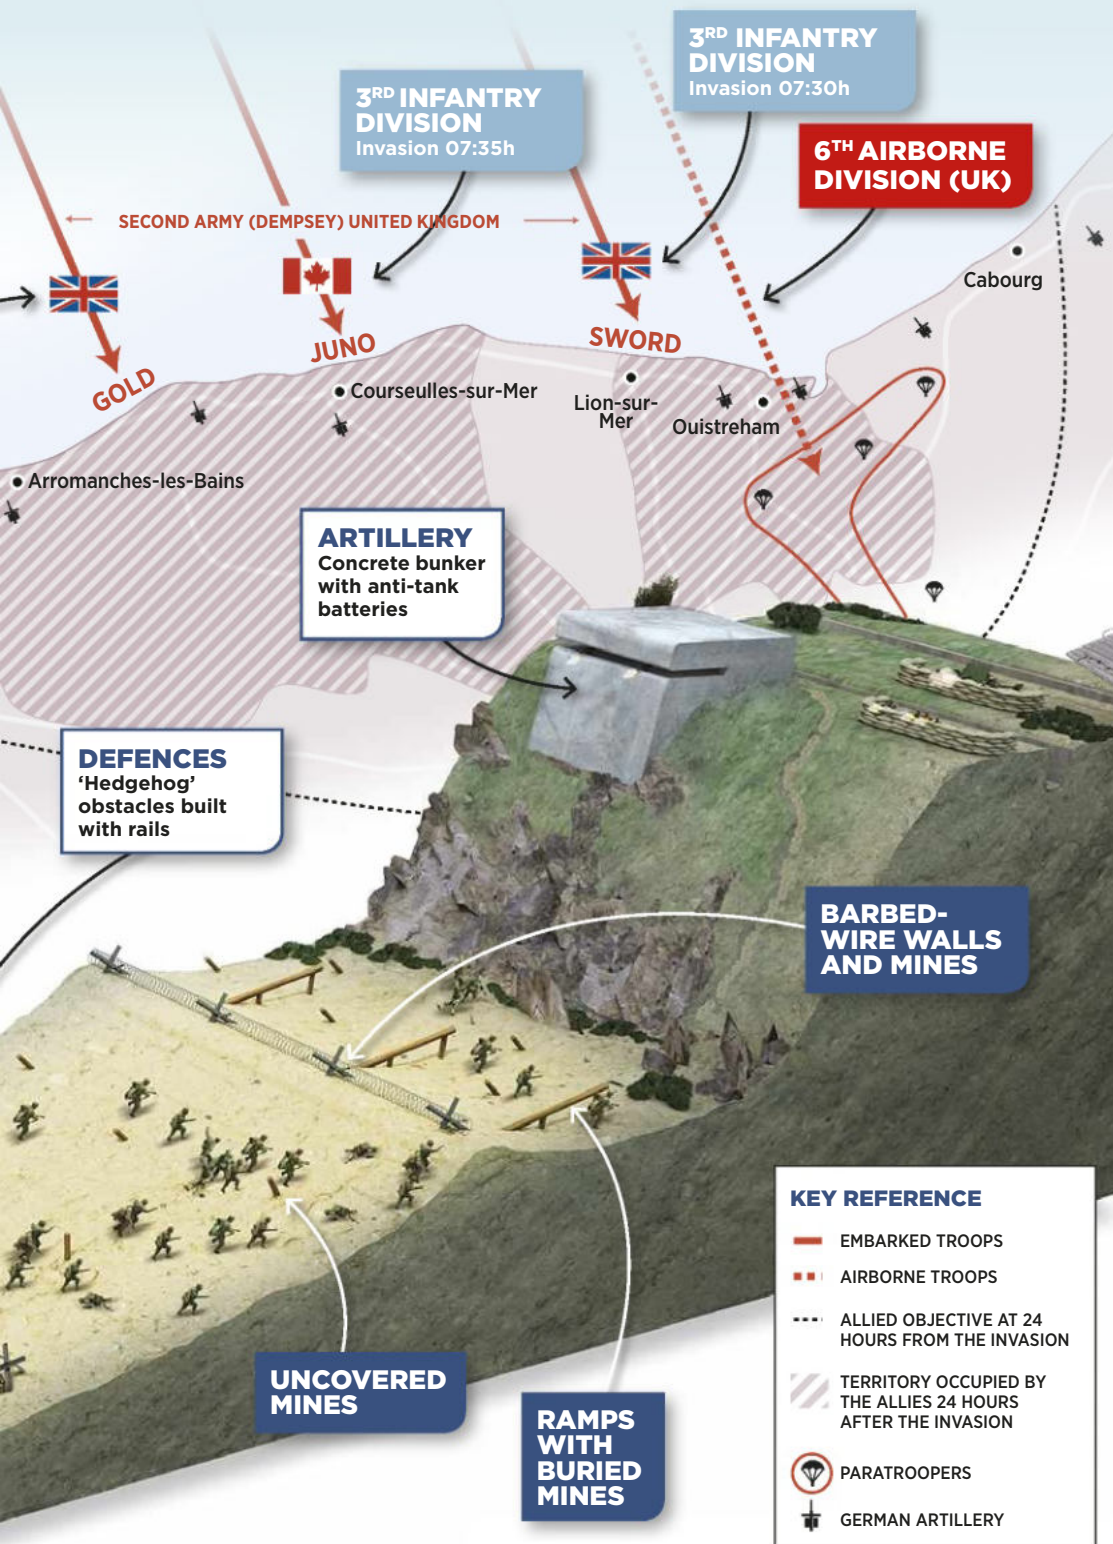 3RD INFANTRY
DIVISION
Invasion 07:30h
3RD INFANTRY
DIVISION
Invasion 07:35h
6TH AIRBORNE
DIVISION (UK)
SECOND ARMY (DEMPSEY) UNITED KINGDOM
Cabourg
GOLD
JUNO
SWORD
Courseulles-sur-Mer
Lion-sur-
Mer
Ouistreham
Arromanches-les-Bains
ARTILLERY
Concrete bunker
with anti-tank
batteries
DEFENCES
‘Hedgehog’
obstacles built
with rails
BARBED-
WIRE WALLS
AND MINES
UNCOVERED
MINES
RAMPS
WITH
BURIED
MINES
KEY REFERENCE
EMBARKED TROOPS
AIRBORNE TROOPS
ALLIED OBJECTIVE AT 24
HOURS FROM THE INVASION
TERRITORY OCCUPIED BY
THE ALLIES 24 HOURS
AFTER THE INVASION
PARATROOPERS
GERMAN ARTILLERY